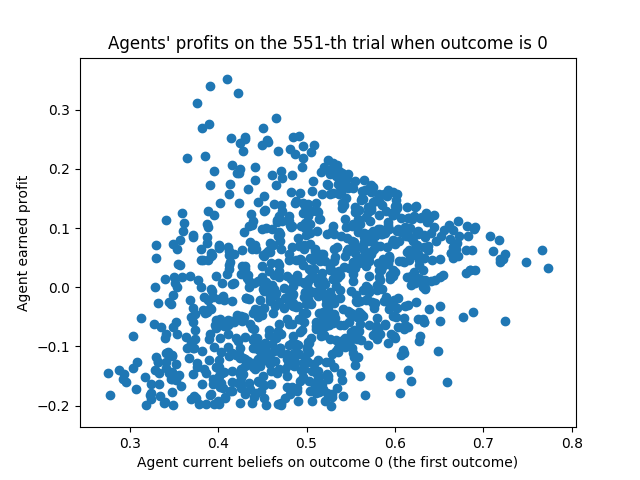 Agents' profits on the 551-th trial when outcome is 0
Agent earned profit
0.3
0.2
0.1
0.0
−0.1
−0.2
0.3 0.4 0.5 0.6 0.7 0.8
Agent current beliefs on outcome 0 (the first outcome)